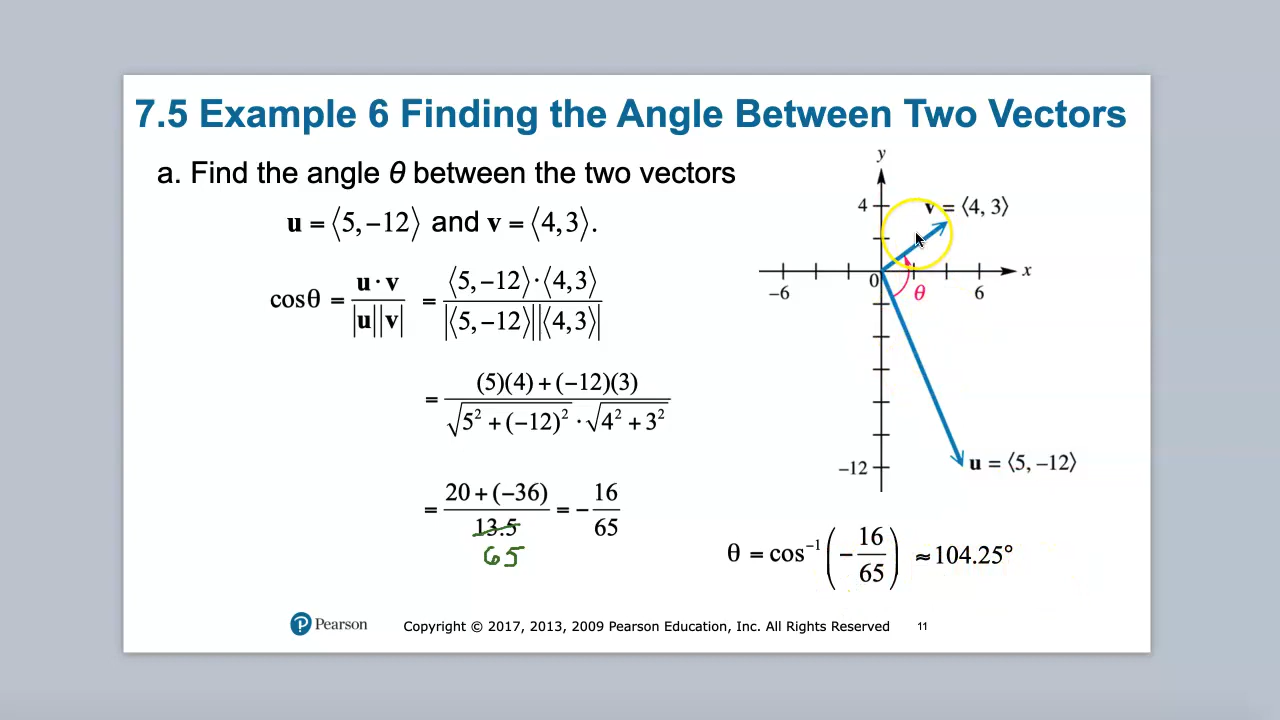 7.5 Example 6 Finding the Angle Between Two Vectors
a. Find the angle θ between the two vectors
u = ⟨5, −12⟩ and v = ⟨4, 3⟩.
cosθ = u · v / |u||v| = ⟨5, −12⟩ · ⟨4, 3⟩ / |⟨5, −12⟩||⟨4, 3⟩|
= (5)(4) + (−12)(3) / √5² + (−12)² · √4² + 3²
= 20 + (−36) / 13.5 = − 16 / 65
65
y
4
v = ⟨4, 3⟩
x
0
−6
θ
6
−12
u = ⟨5, −12⟩
θ = cos⁻¹(− 16 / 65) ≈ 104.25°
Pearson
Copyright © 2017, 2013, 2009 Pearson Education, Inc. All Rights Reserved
11